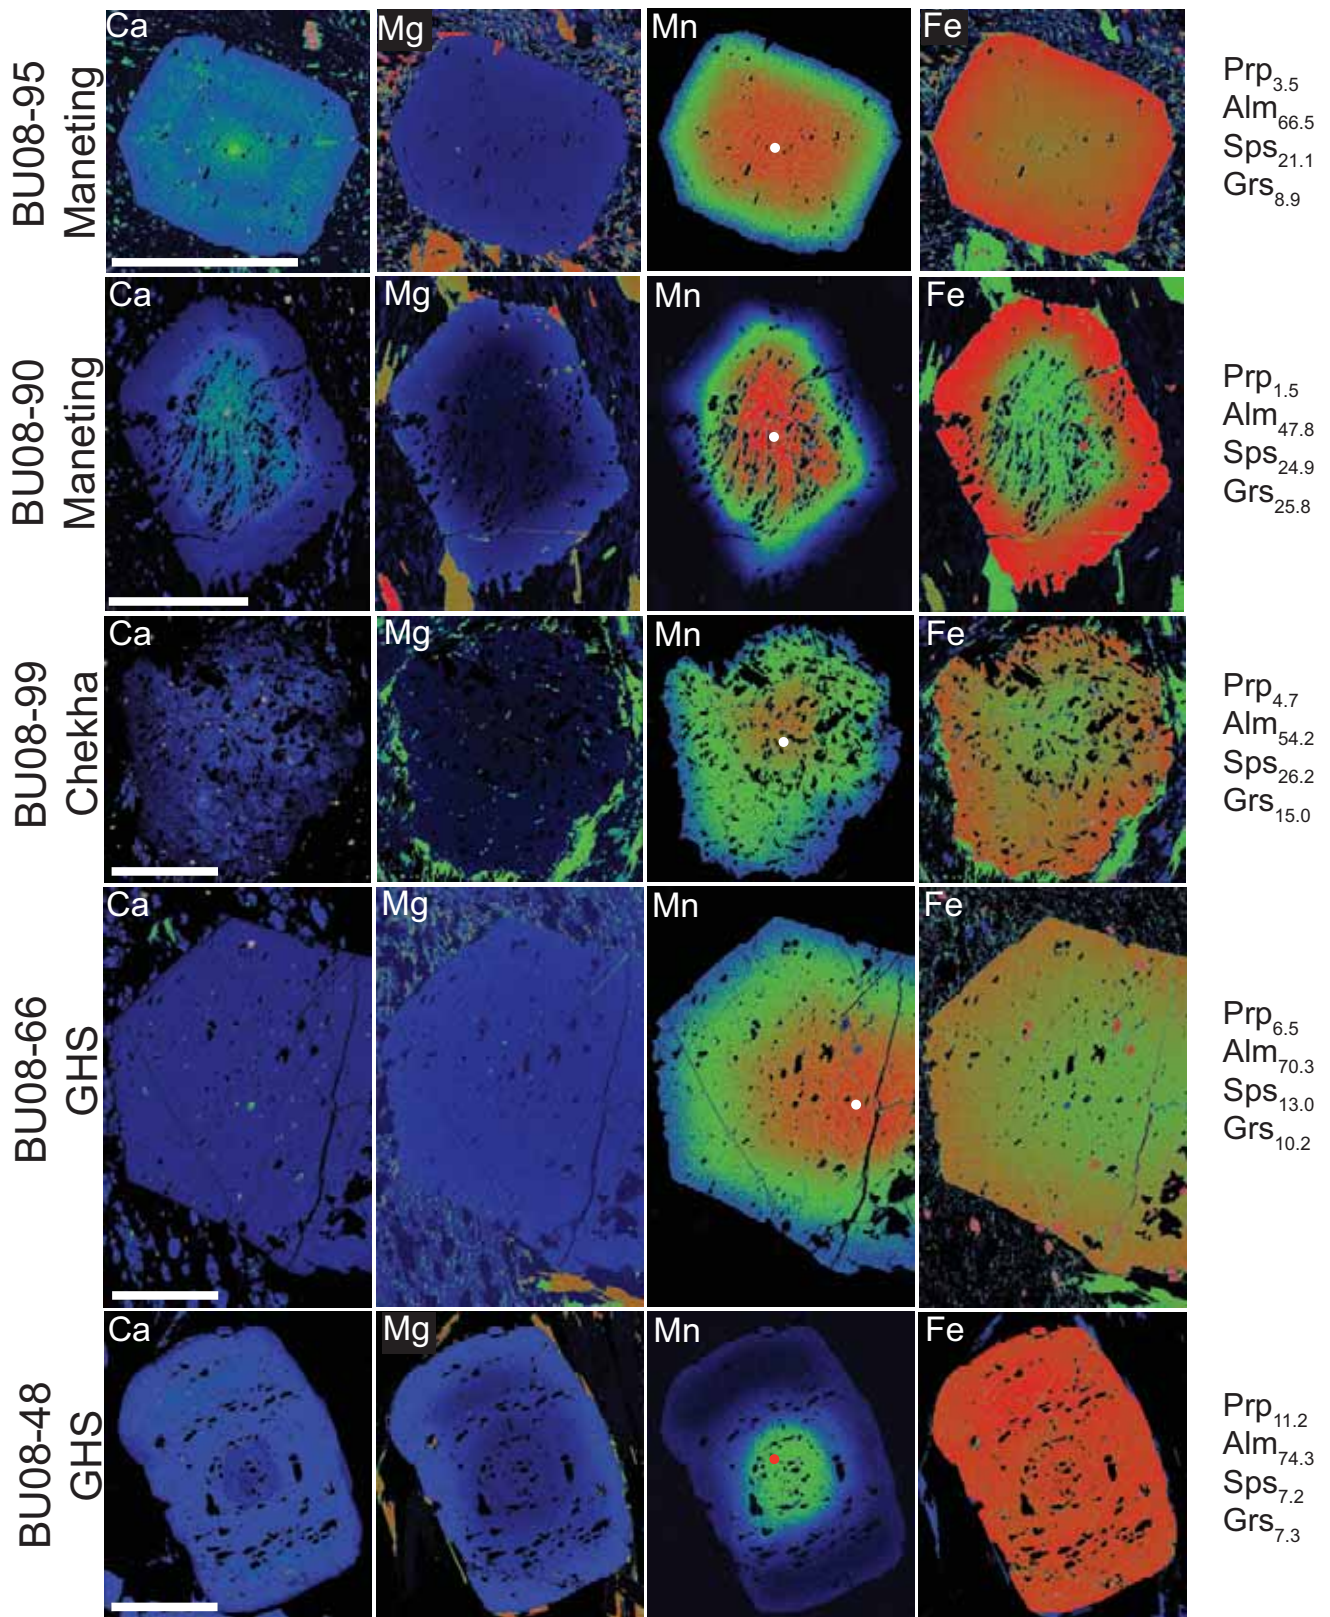 BU08-95
Maneting
Ca
Mg
Mn
Fe
Prp3.5
Alm66.5
Sps21.1
Grs8.9
BU08-90
Maneting
Ca
Mg
Mn
Fe
Prp1.5
Alm47.8
Sps24.9
Grs25.8
BU08-99
Chekha
Ca
Mg
Mn
Fe
Prp4.7
Alm54.2
Sps26.2
Grs15.0
BU08-66
GHS
Ca
Mg
Mn
Fe
Prp6.5
Alm70.3
Sps13.0
Grs10.2
BU08-48
GHS
Ca
Mg
Mn
Fe
Prp11.2
Alm74.3
Sps7.2
Grs7.3